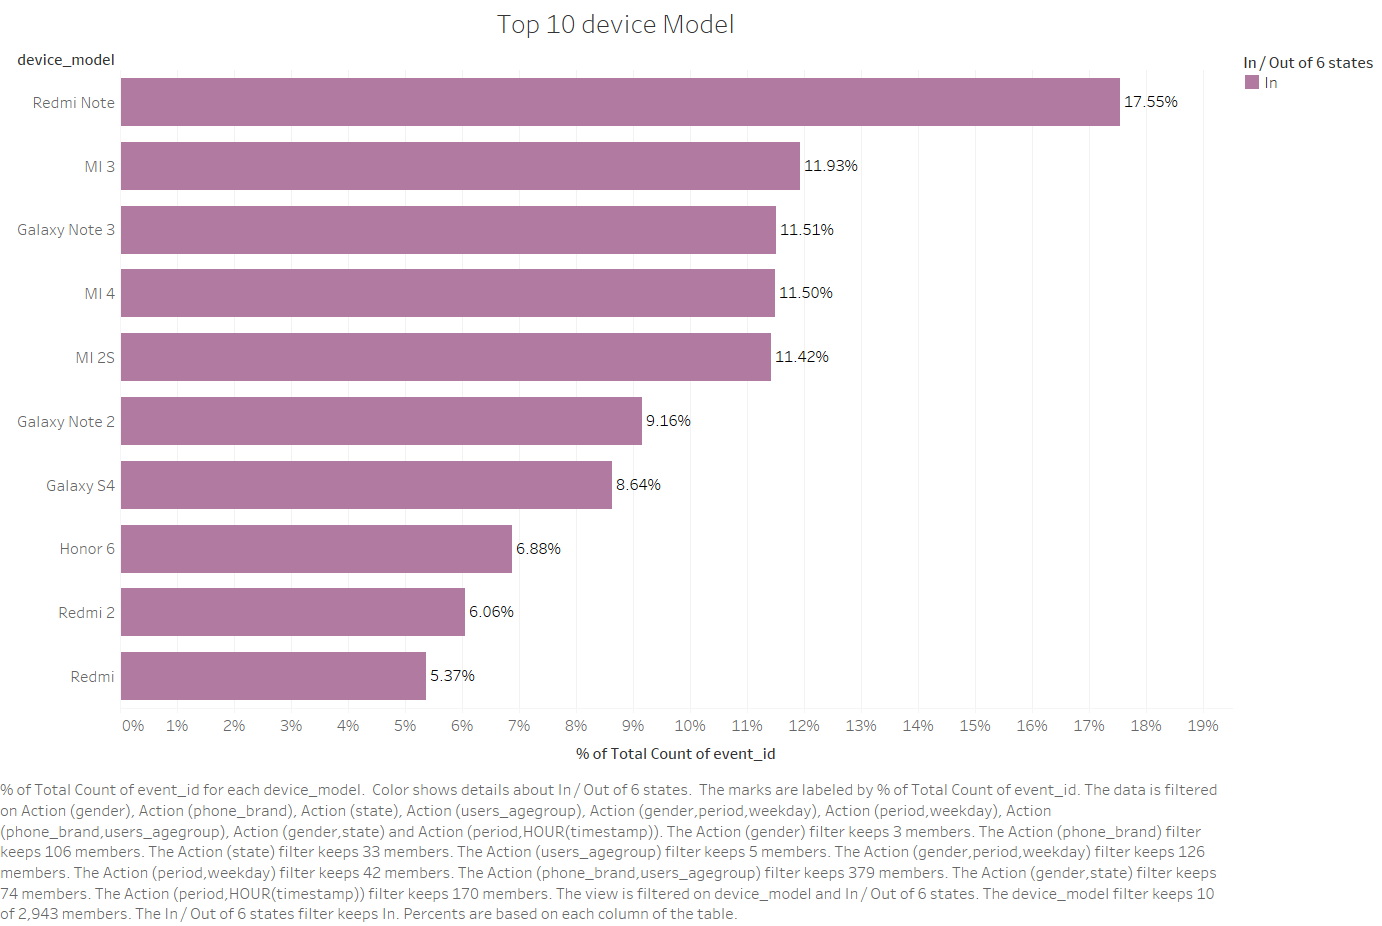 Top 10 device Model
device_model
In / Out of 6 states
In
Redmi Note
17.55%
MI 3
11.93%
Galaxy Note 3
11.51%
MI 4
11.50%
MI 2S
11.42%
Galaxy Note 2
9.16%
Galaxy S4
8.64%
Honor 6
6.88%
Redmi 2
6.06%
Redmi
5.37%
0% 1% 2% 3% 4% 5% 6% 7% 8% 9% 10% 11% 12% 13% 14% 15% 16% 17% 18% 19%
% of Total Count of event_id
% of Total Count of event_id for each device_model.  Color shows details about In / Out of 6 states.  The marks are labeled by % of Total Count of event_id. The data is filtered
on Action (gender), Action (phone_brand), Action (state), Action (users_agegroup), Action (gender,period,weekday), Action (period,weekday), Action
(phone_brand,users_agegroup), Action (gender,state) and Action (period,HOUR(timestamp)). The Action (gender) filter keeps 3 members. The Action (phone_brand) filter
keeps 106 members. The Action (state) filter keeps 33 members. The Action (users_agegroup) filter keeps 5 members. The Action (gender,period,weekday) filter keeps 126
members. The Action (period,weekday) filter keeps 42 members. The Action (phone_brand,users_agegroup) filter keeps 379 members. The Action (gender,state) filter keeps
74 members. The Action (period,HOUR(timestamp)) filter keeps 170 members. The view is filtered on device_model and In / Out of 6 states. The device_model filter keeps 10
of 2,943 members. The In / Out of 6 states filter keeps In. Percents are based on each column of the table.